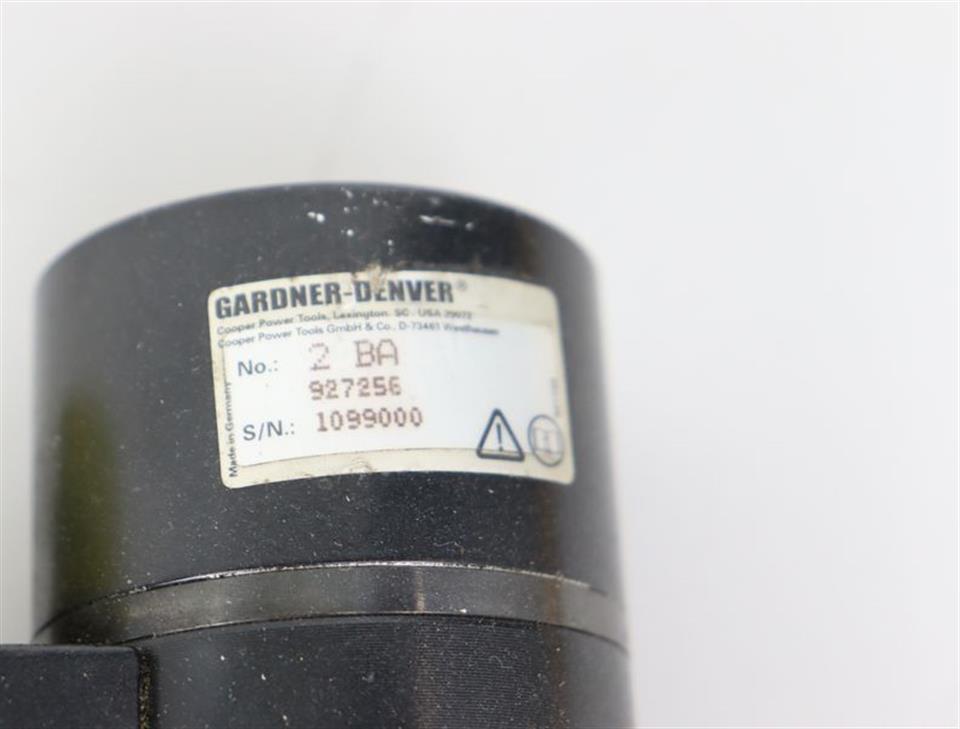 GARDNER-DENVER®
Cooper Power Tools, Lexington. SC. USA 29072
Cooper Power Tools GmbH & Co., D-73461 Westhausen
No.: 2 BA
927256
S/N.: 1099000
Made in Germany